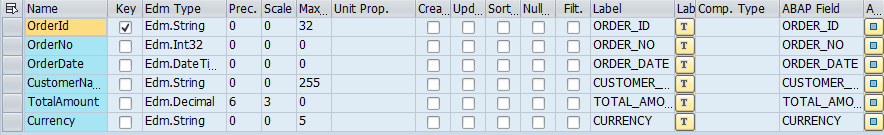 Name Key Edm Type Prec. Scale Max... Unit Prop. Crea... Upd... Sort... Null... Filt. Label Lab Comp. Type ABAP Field A...
OrderId Edm.String 0 0 32 ORDER_ID T ORDER_ID
OrderNo Edm.Int32 0 0 0 ORDER_NO T ORDER_NO
OrderDate Edm.DateTi... 0 0 0 ORDER_DATE T ORDER_DATE
CustomerNa... Edm.String 0 0 255 CUSTOMER_... T CUSTOMER_...
TotalAmount Edm.Decimal 6 3 0 TOTAL_AMO... T TOTAL_AMO...
Currency Edm.String 0 0 5 CURRENCY T CURRENCY